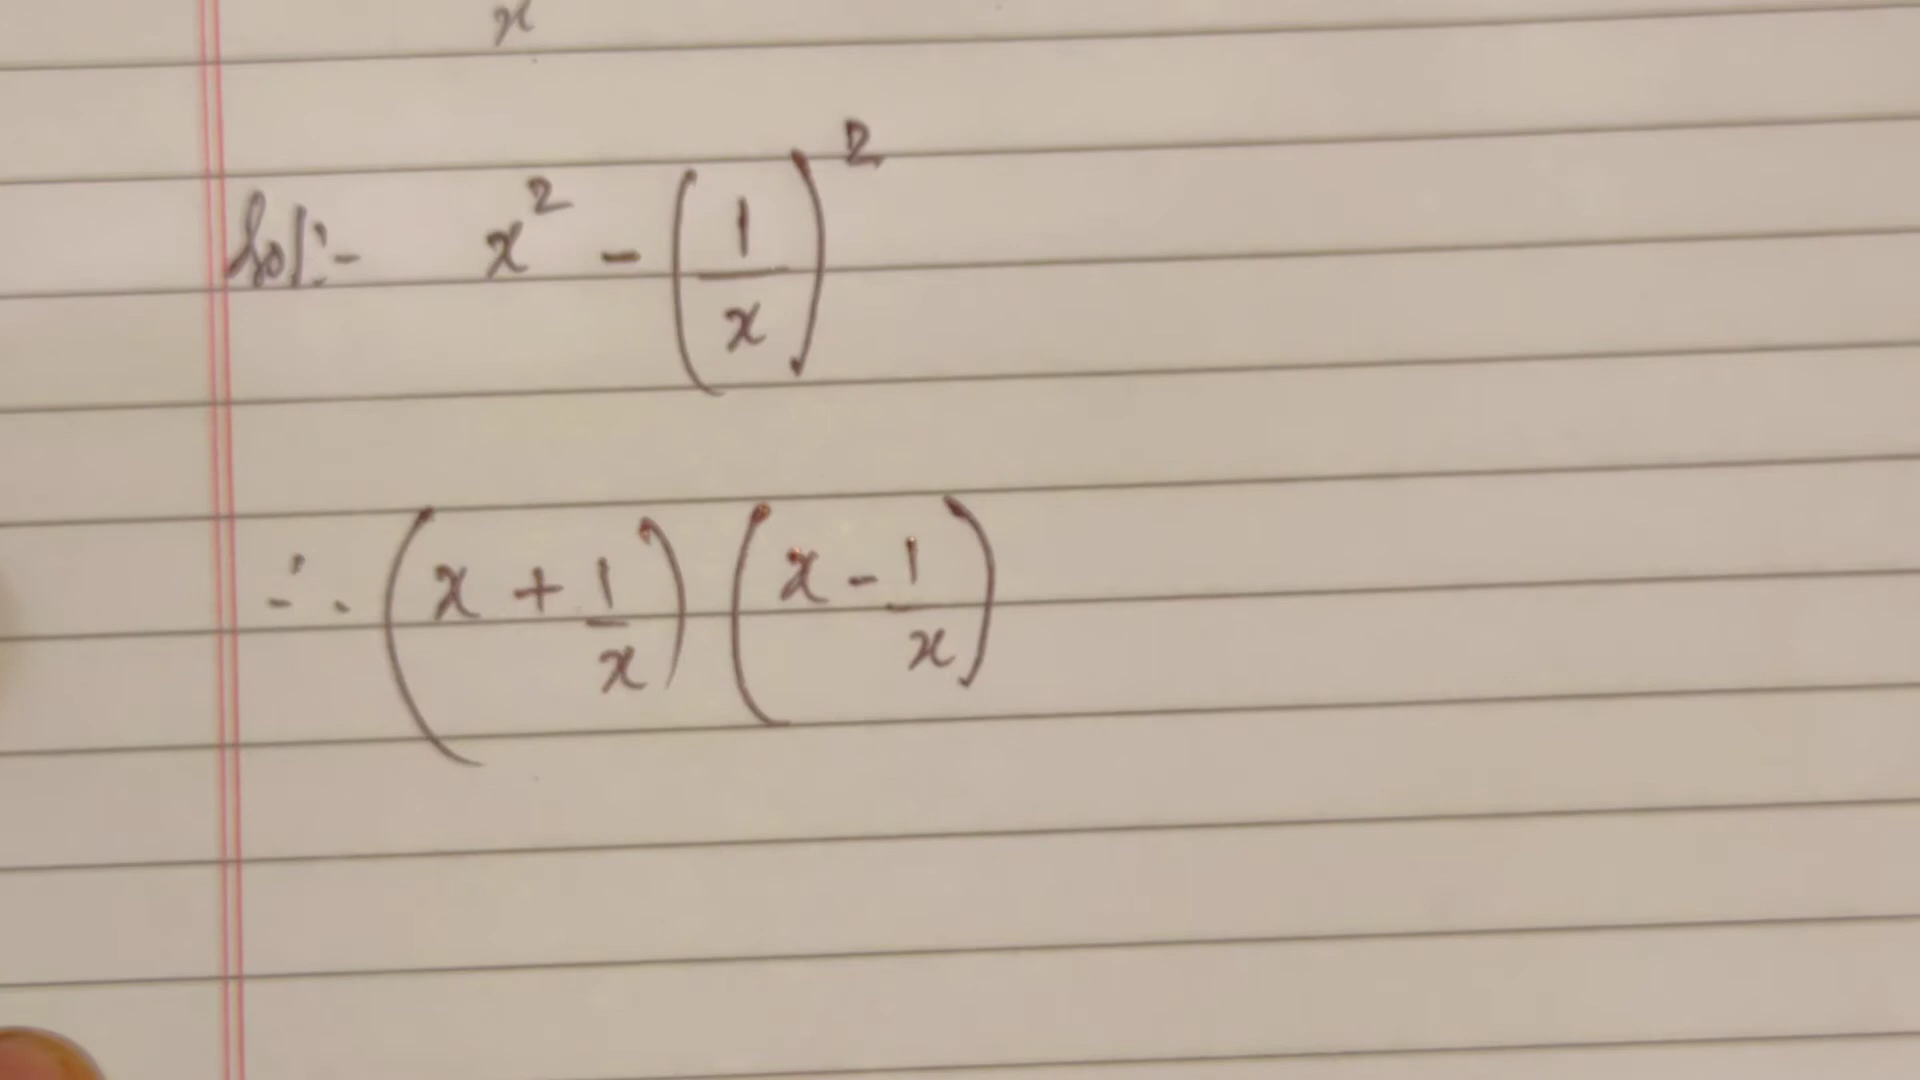 x
Sol:- x² - (1/x)²
∴ (x + 1/x) (x - 1/x)